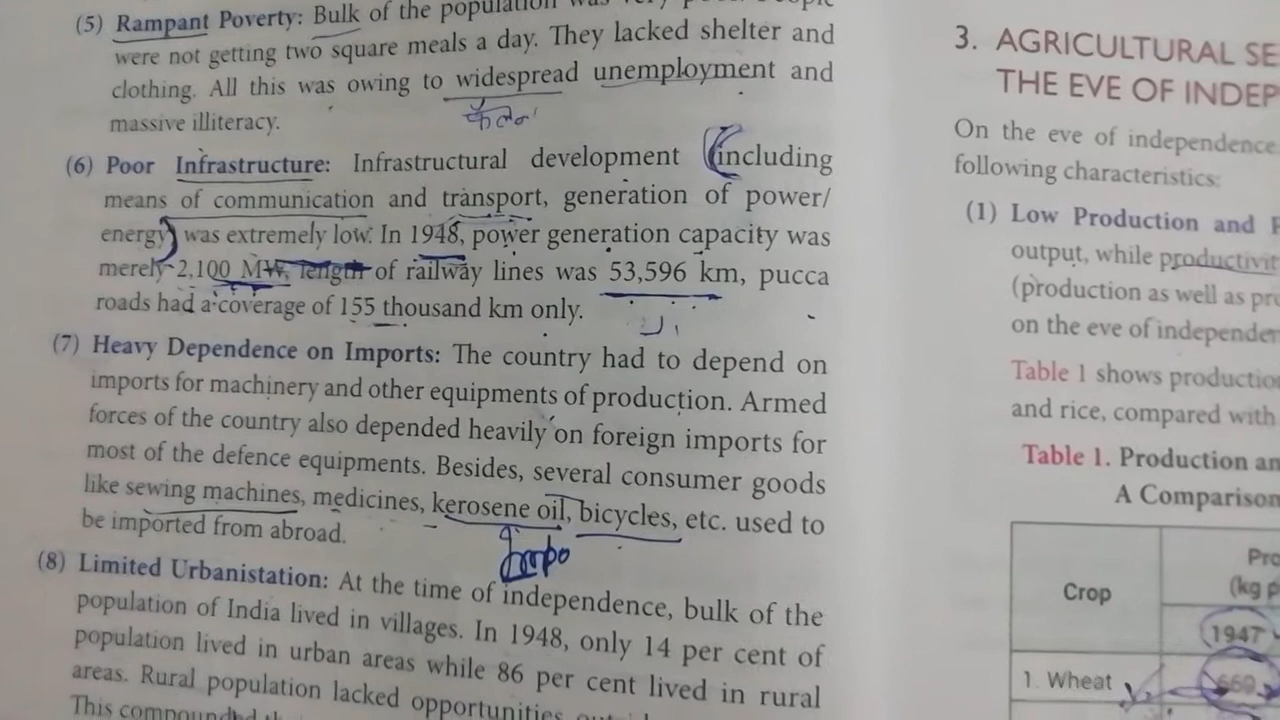 (5) Rampant Poverty: Bulk of the population was very
were not getting two square meals a day. They lacked shelter and
clothing. All this was owing to widespread unemployment and
massive illiteracy.
(6) Poor Infrastructure: Infrastructural development (including
means of communication and transport, generation of power/
energy) was extremely low. In 1948, power generation capacity was
merely 2,100 MW, length of railway lines was 53,596 km, pucca
roads had a coverage of 155 thousand km only.
(7) Heavy Dependence on Imports: The country had to depend on
imports for machinery and other equipments of production. Armed
forces of the country also depended heavily on foreign imports for
most of the defence equipments. Besides, several consumer goods
like sewing machines, medicines, kerosene oil, bicycles, etc. used to
be imported from abroad.
(8) Limited Urbanistation: At the time of independence, bulk of the
population of India lived in villages. In 1948, only 14 per cent of
population lived in urban areas while 86 per cent lived in rural
areas. Rural population lacked opportunities
This
3. AGRICULTURAL SE
THE EVE OF INDEP
On the eve of independence
following characteristics:
(1) Low Production and
output, while productivit
(production as well as pr
on the eve of independen
Table 1 shows productio
and rice, compared with
Table 1. Production an
A Comparison
Crop
Pro
(kg p
1947
1. Wheat
660